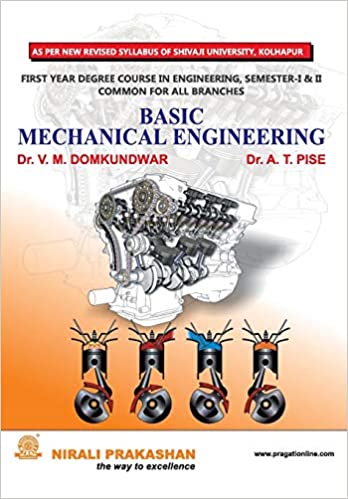 AS PER NEW REVISED SYLLABUS OF SHIVAJI UNIVERSITY, KOLHAPUR
FIRST YEAR DEGREE COURSE IN ENGINEERING, SEMESTER-I & II
COMMON FOR ALL BRANCHES
BASIC
MECHANICAL ENGINEERING
Dr. V. M. DOMKUNDWAR Dr. A. T. PISE
NIRALI PRAKASHAN
the way to excellence
www.pragationline.com